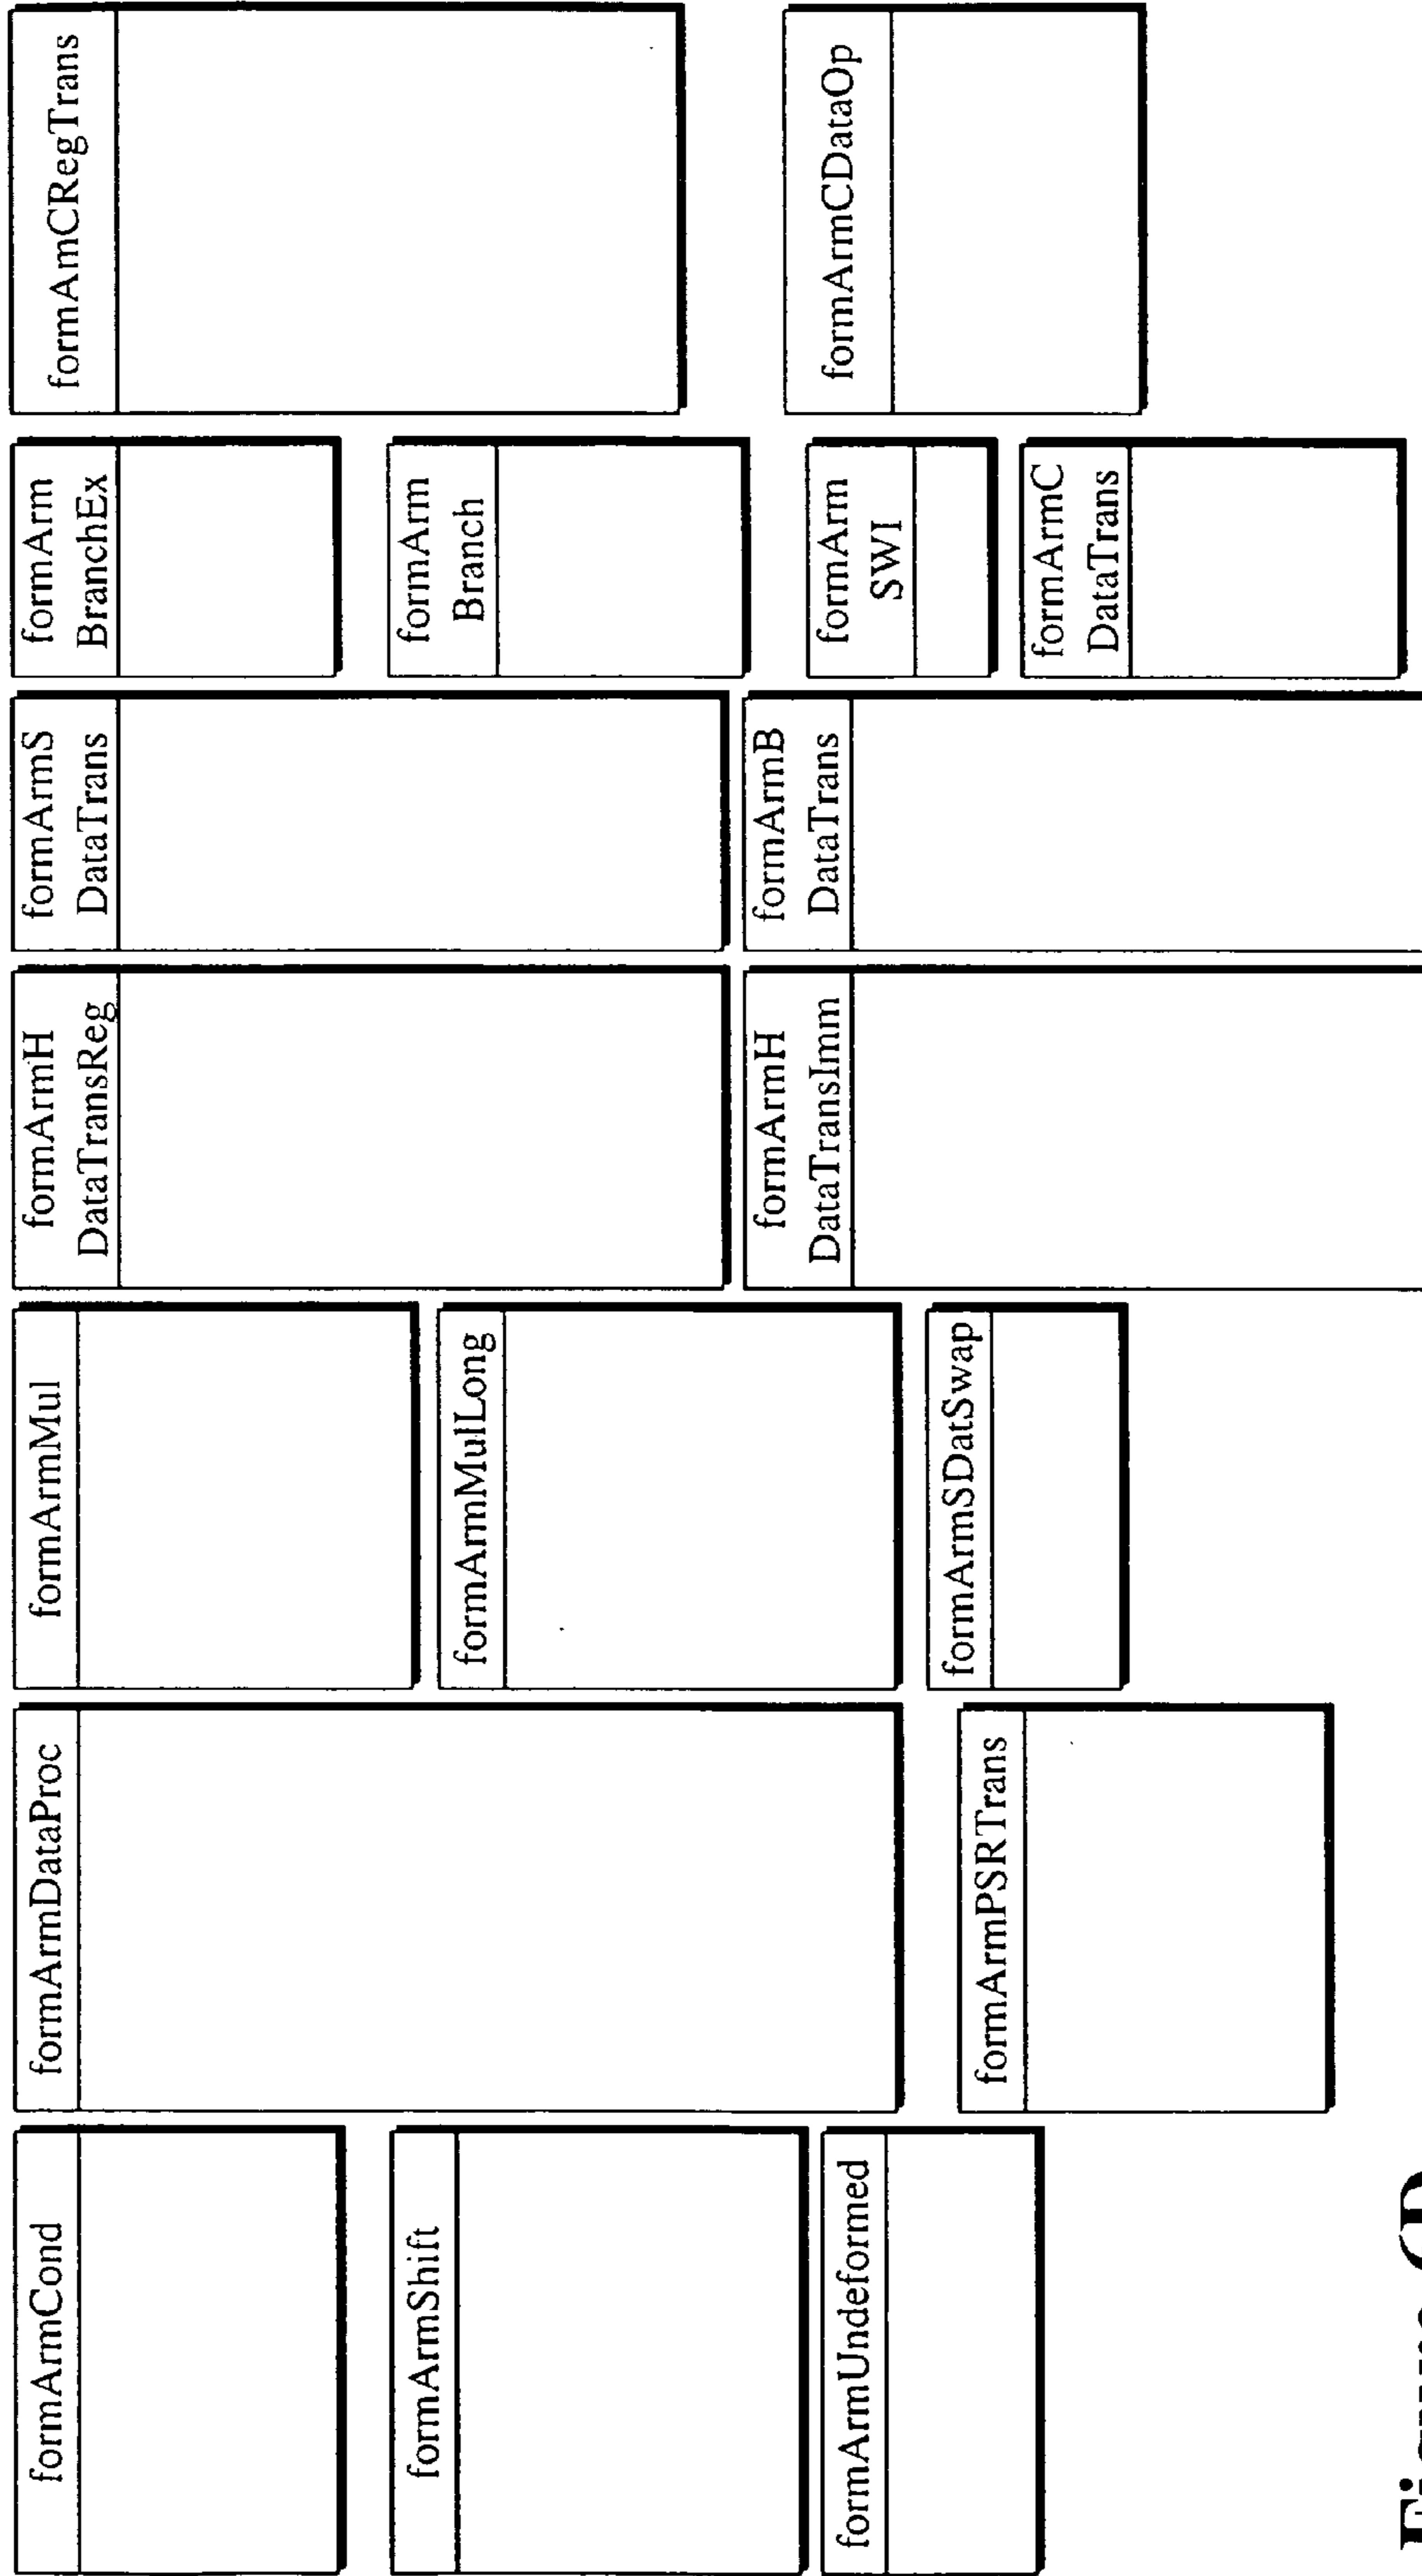 formArmCond
formArmShift
formArmUndeformed
formArmDataProc
formArmPSRTrans
formArmMul
formArmMulLong
formArmSDatSwap
formArmH
DataTransReg
formArmH
DataTransImm
formArmS
DataTrans
formArmB
DataTrans
formArm
BranchEx
formArm
Branch
formArm
SWI
formArmC
DataTrans
formAmCRegTrans
formArmCDataOp
Figure